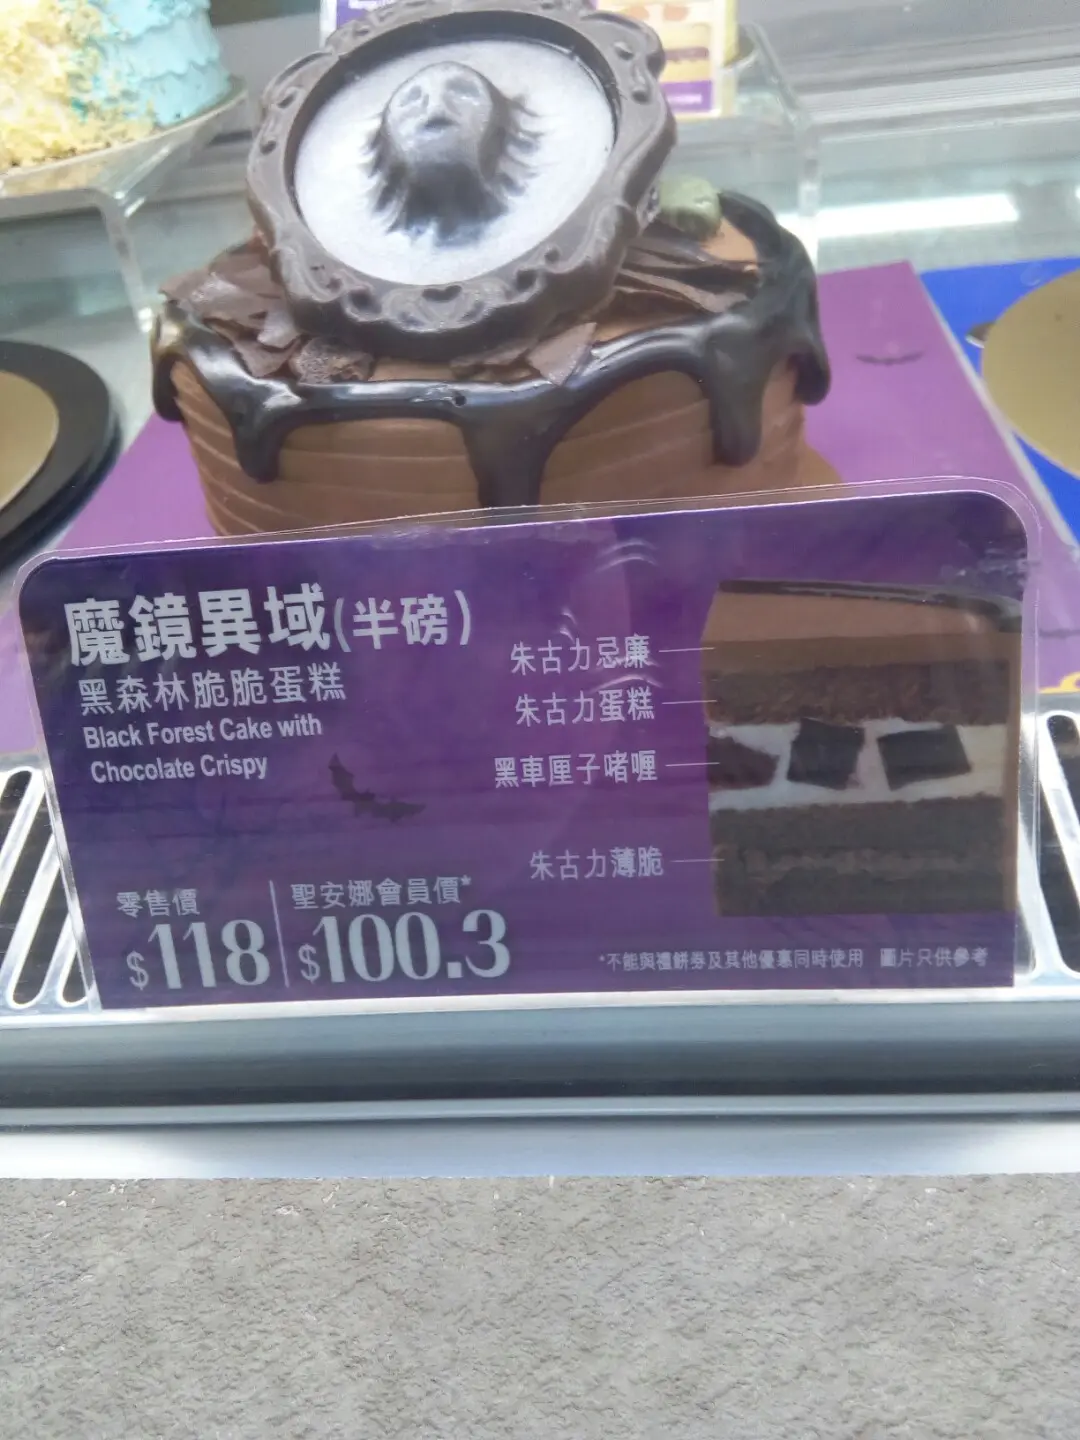 魔鏡異域(半磅)
黑森林脆脆蛋糕
Black Forest Cake with
Chocolate Crispy
朱古力忌廉
朱古力蛋糕
黑車厘子啫喱
朱古力薄脆
零售價
$118
聖安娜會員價*
$100.3
*不能與禮餅券及其他優惠同時使用 圖片只供參考